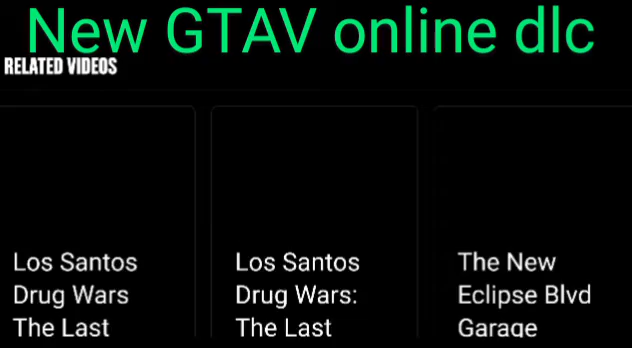 New GTAV online dlc
RELATED VIDEOS
Los Santos
Drug Wars
The Last
Los Santos
Drug Wars:
The Last
The New
Eclipse Blvd
Garage